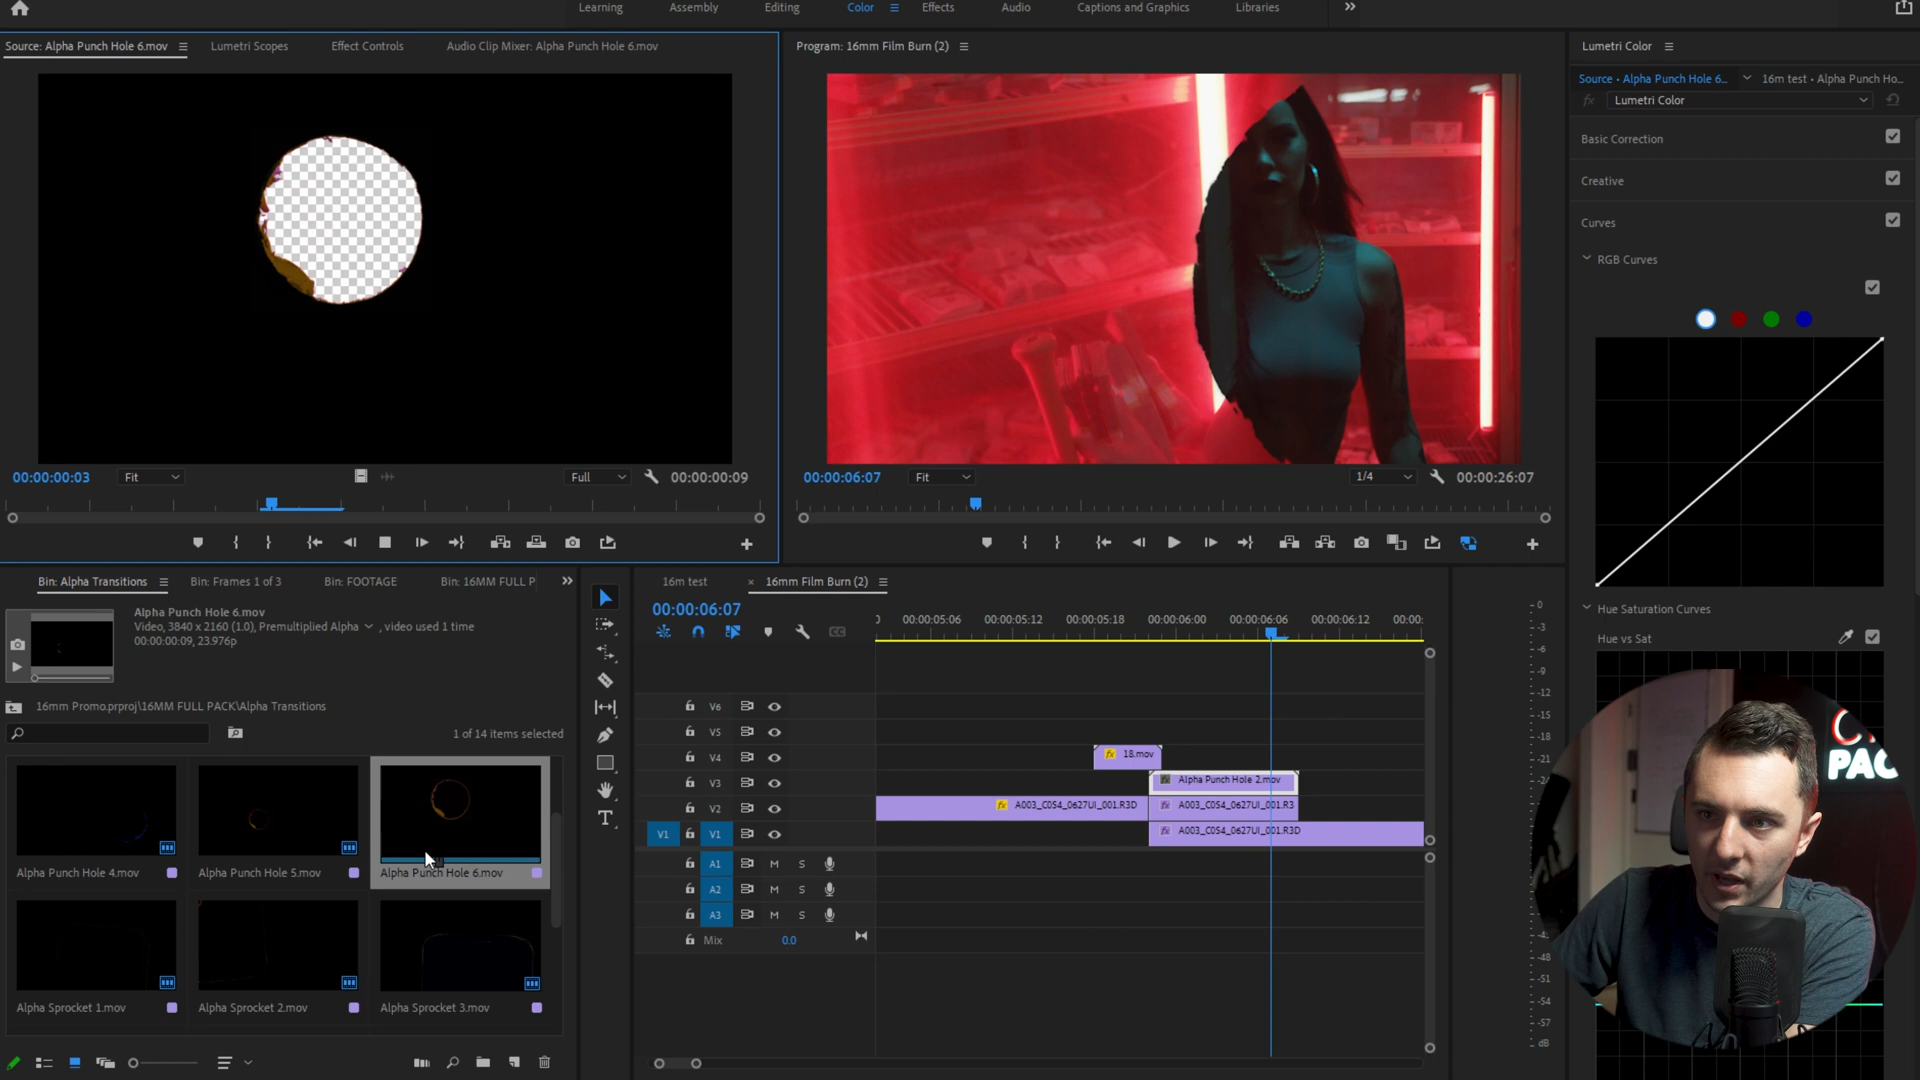 Learning Assembly Editing Color Effects Audio Captions and Graphics Libraries
Source: Alpha Punch Hole 6.mov Lumetri Scopes Effect Controls Audio Clip Mixer: Alpha Punch Hole 6.mov
Program: 16mm Film Burn (2)
Lumetri Color
Source • Alpha Punch Hole 6... 16m test • Alpha Punch Ho...
fx Lumetri Color
Basic Correction
Creative
Curves
RGB Curves
Hue Saturation Curves
Hue vs Sat
00:00:00:03 Fit Full 00:00:00:09
00:00:06:07 Fit 1/4 00:00:26:07
Bin: Alpha Transitions Bin: Frames 1 of 3 Bin: FOOTAGE Bin: 16MM FULL P
Alpha Punch Hole 6.mov
Video, 3840 x 2160 (1.0), Premultiplied Alpha , video used 1 time
00:00:00:09, 23.976p
16mm Promo.prproj\16MM FULL PACK\Alpha Transitions
1 of 14 items selected
Alpha Punch Hole 4.mov Alpha Punch Hole 5.mov Alpha Punch Hole 6.mov
Alpha Sprocket 1.mov Alpha Sprocket 2.mov Alpha Sprocket 3.mov
16m test × 16mm Film Burn (2)
00:00:06:07
00:00:05:06 00:00:05:12 00:00:05:18 00:00:06:00 00:00:06:06 00:00:06:12 00:00:
V6
V5
V4 fx 18.mov
V3 fx Alpha Punch Hole 2.mov
V2 fx A003_C0S4_0627UI_001.R3D fx A003_C0S4_0627UI_001.R3
V1 V1 fx A003_C0S4_0627UI_001.R3D
A1 M S
A2 M S
A3 M S
Mix 0.0
0
-3
-6
-9
-12
-15
-18
-21
-48
-51
-54
-57
dB
PAC